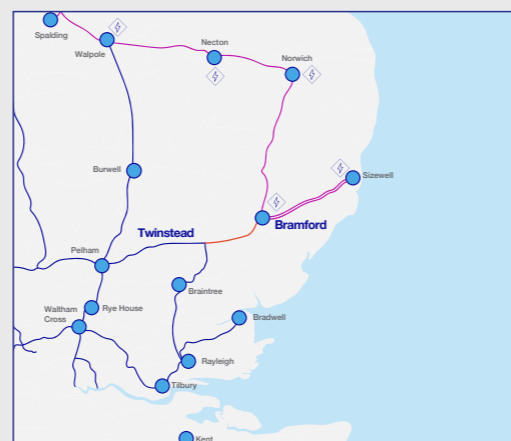 Spalding
Walpole
Necton
Norwich
Burwell
Sizewell
Twinstead
Bramford
Pelham
Braintree
Rye House
Waltham
Cross
Bradwell
Rayleigh
Tilbury
Kent